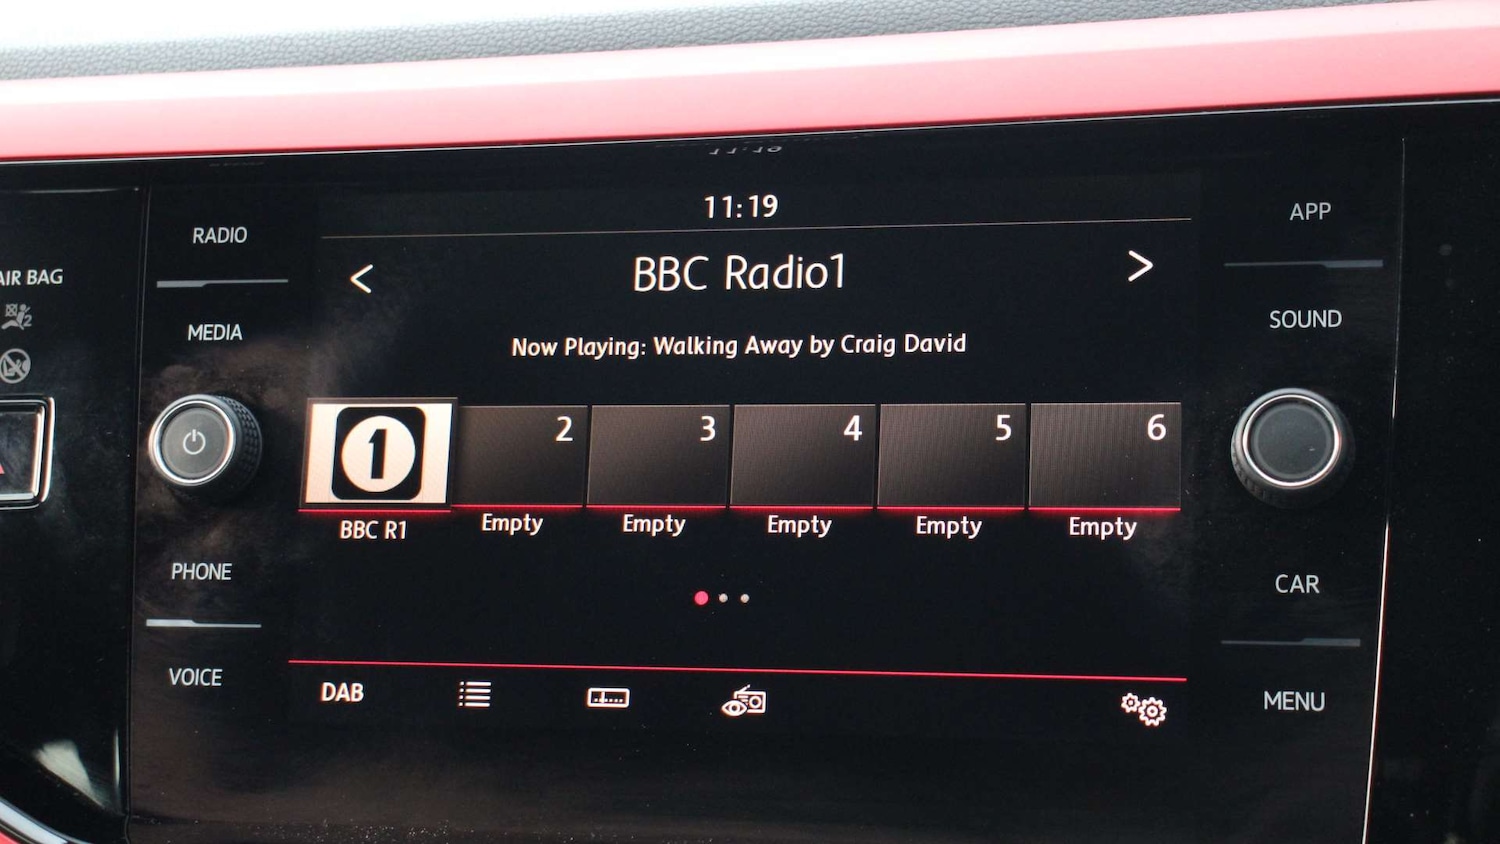 11:19
RADIO
APP
BBC Radio1
< >
AIR BAG
MEDIA
SOUND
Now Playing: Walking Away by Craig David
1 2 3 4 5 6
BBC R1 Empty Empty Empty Empty Empty
PHONE
CAR
VOICE
DAB
MENU